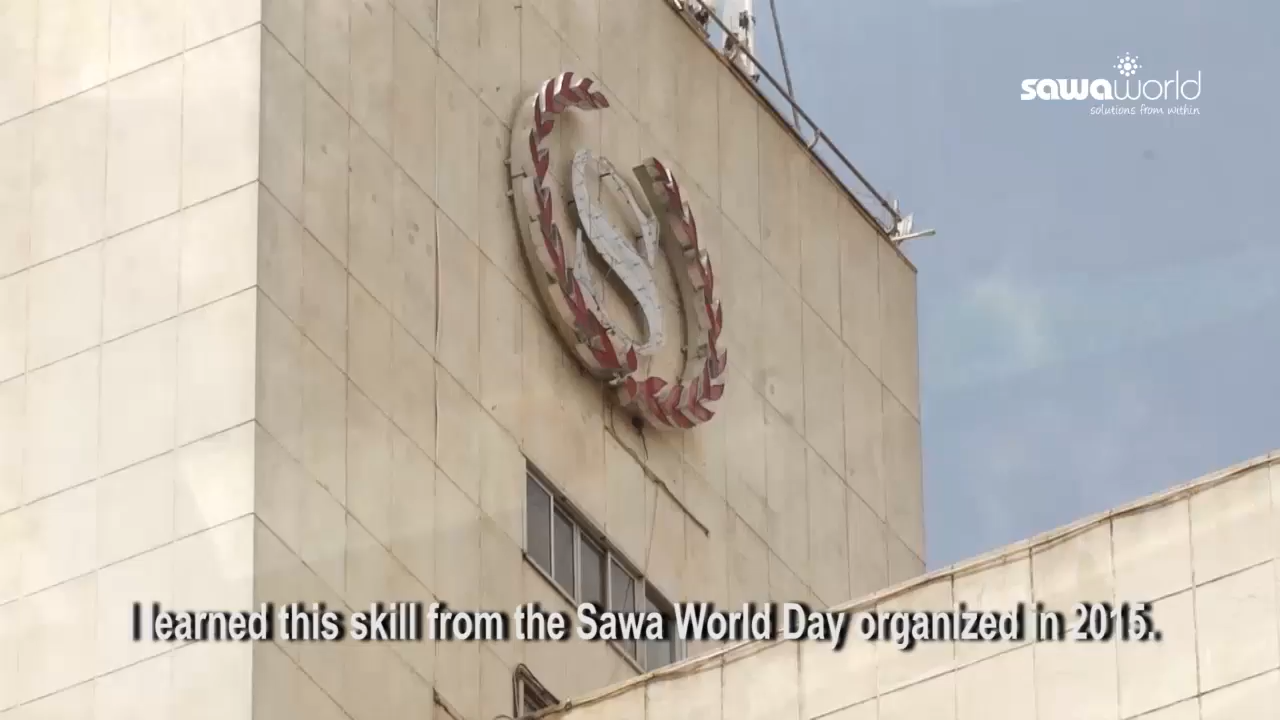 sawaworld
solutions from within
S
I learned this skill from the Sawa World Day organized in 2015.